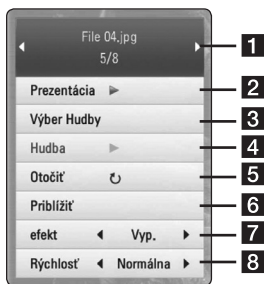 File 04.jpg
5/8
1
Prezentácia
2
Výber Hudby
3
Hudba
4
Otočiť
5
Priblížiť
6
efekt Vyp.
7
Rýchlosť Normálna
8